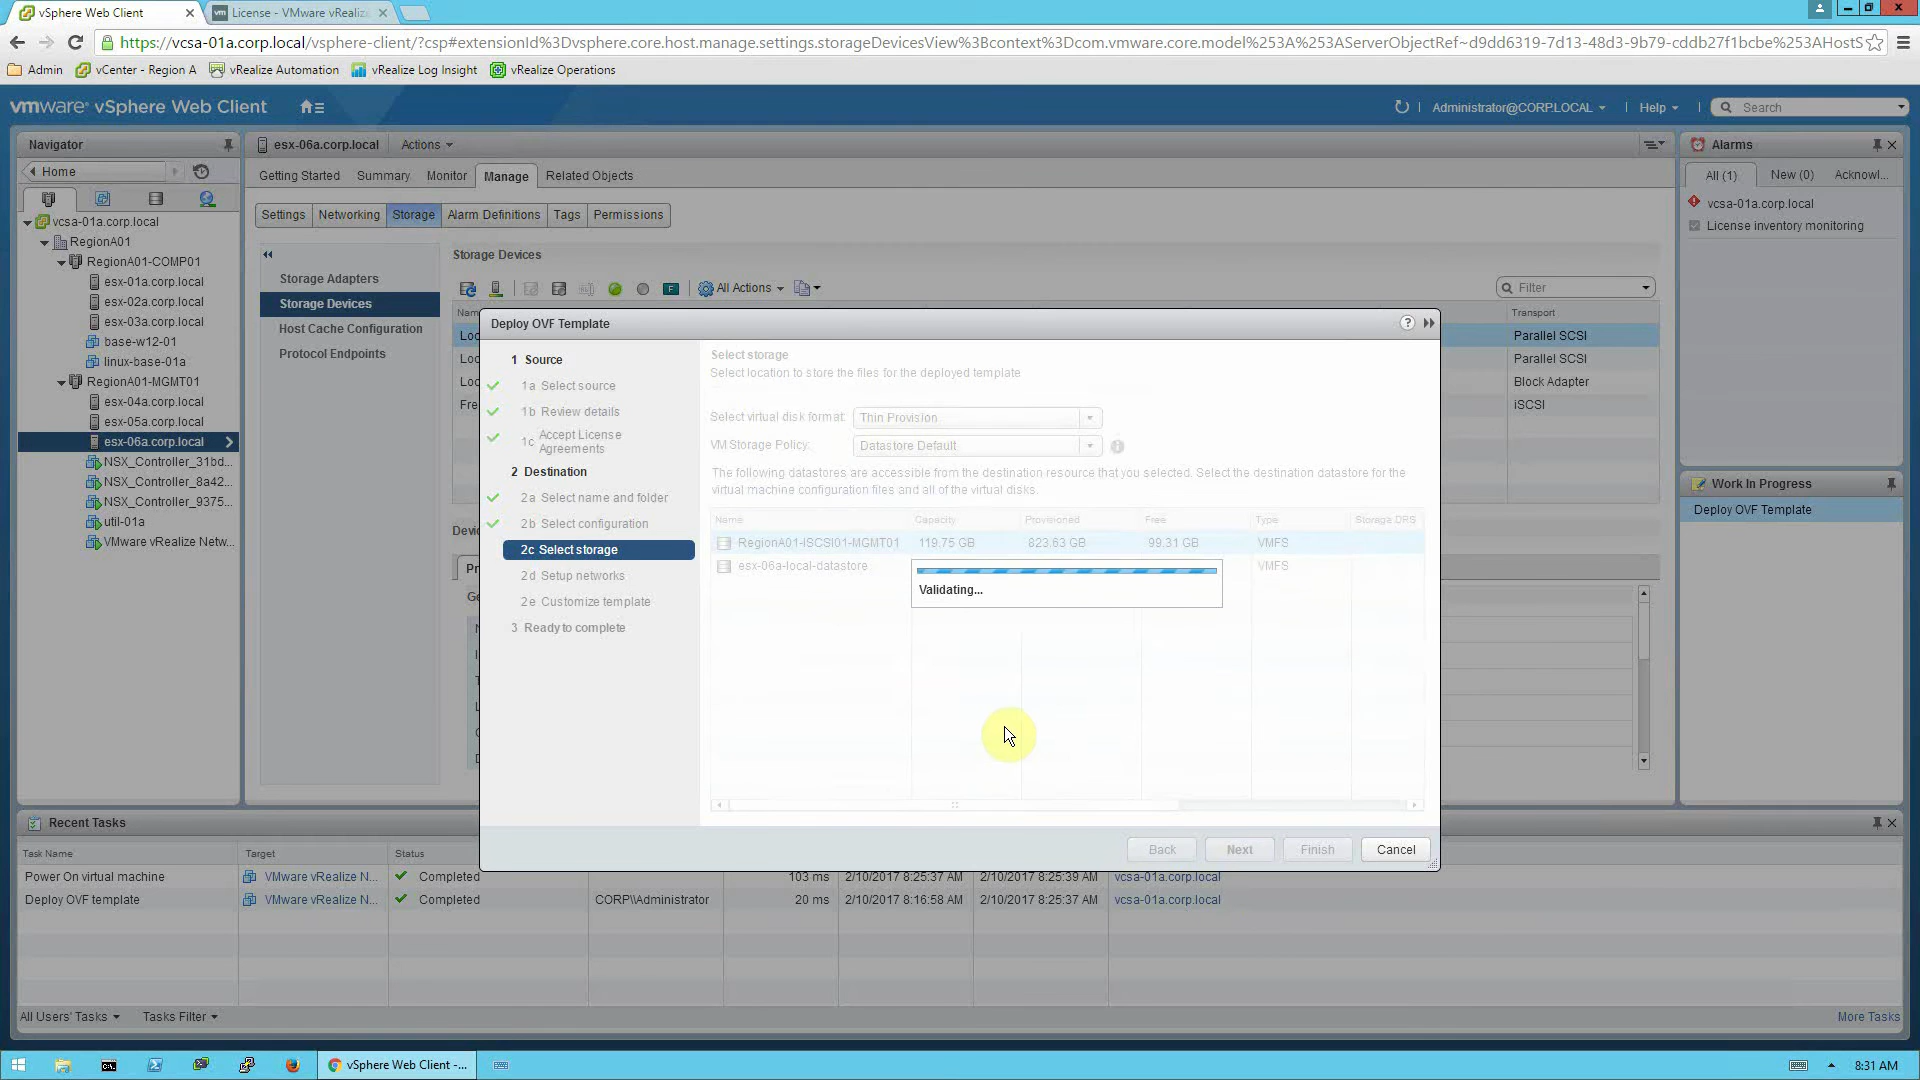 vSphere Web Client
License - VMware vRealiz
https://vcsa-01a.corp.local/vsphere-client/?csp#extensionId%3Dvsphere.core.host.manage.settings.storageDevicesView%3Bcontext%3Dcom.vmware.core.model%253A%253AServerObjectRef~d9dd6319-7d13-48d3-9b79-cddb27f1bcbe%253AHostS
Admin vCenter - Region A vRealize Automation vRealize Log Insight vRealize Operations
vmware® vSphere Web Client
Administrator@CORP.LOCAL Help Search
Navigator
Home
vcsa-01a.corp.local
RegionA01
RegionA01-COMP01
esx-01a.corp.local
esx-02a.corp.local
esx-03a.corp.local
base-w12-01
linux-base-01a
RegionA01-MGMT01
esx-04a.corp.local
esx-05a.corp.local
esx-06a.corp.local
NSX_Controller_31bd...
NSX_Controller_8a42...
NSX_Controller_9375...
util-01a
VMware vRealize Netw...
esx-06a.corp.local Actions
Getting Started Summary Monitor Manage Related Objects
Settings Networking Storage Alarm Definitions Tags Permissions
Storage Adapters
Storage Devices
Host Cache Configuration
Protocol Endpoints
Storage Devices
All Actions
Filter
Transport
Parallel SCSI
Parallel SCSI
Block Adapter
iSCSI
Deploy OVF Template
1 Source
1a Select source
1b Review details
1c Accept License Agreements
2 Destination
2a Select name and folder
2b Select configuration
2c Select storage
2d Setup networks
2e Customize template
3 Ready to complete
Select storage
Select location to store the files for the deployed template
Select virtual disk format: Thin Provision
VM Storage Policy: Datastore Default
The following datastores are accessible from the destination resource that you selected. Select the destination datastore for the
virtual machine configuration files and all of the virtual disks.
Name Capacity Provisioned Free Type Storage DRS
RegionA01-ISCSI01-MGMT01 119.75 GB 823.63 GB 99.31 GB VMFS
esx-06a-local-datastore VMFS
Validating...
Back Next Finish Cancel
Alarms
All (1) New (0) Acknowl...
vcsa-01a.corp.local
License inventory monitoring
Work In Progress
Deploy OVF Template
Recent Tasks
Task Name Target Status
Power On virtual machine VMware vRealize N... Completed 103 ms 2/10/2017 8:25:37 AM 2/10/2017 8:25:39 AM vcsa-01a.corp.local
Deploy OVF template VMware vRealize N... Completed CORP\\Administrator 20 ms 2/10/2017 8:16:58 AM 2/10/2017 8:25:37 AM vcsa-01a.corp.local
All Users' Tasks Tasks Filter More Tasks
vSphere Web Client -... 8:31 AM